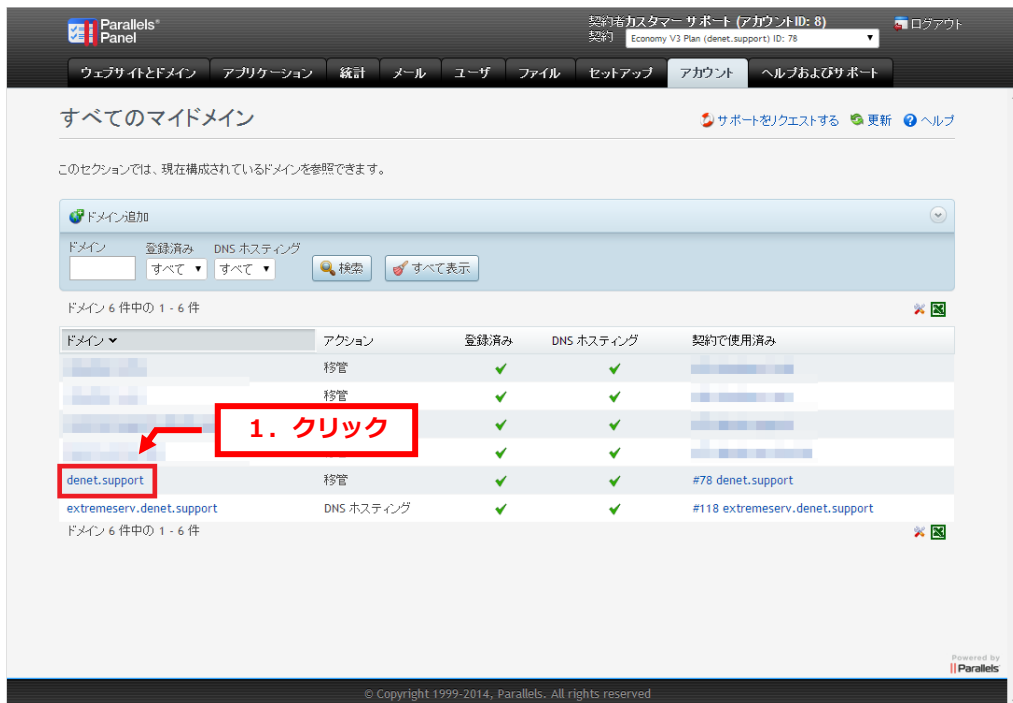 Parallels®
Panel
契約者カスタマー サポート (アカウントID: 8)
契約 Economy V3 Plan (denet.support) ID: 78
ログアウト
ウェブサイトとドメイン アプリケーション 統計 メール ユーザ ファイル セットアップ アカウント ヘルプおよびサポート
すべてのマイドメイン
サポートをリクエストする 更新 ヘルプ
このセクションでは、現在構成されているドメインを参照できます。
ドメイン追加
ドメイン 登録済み DNS ホスティング
すべて すべて 検索 すべて表示
ドメイン 6 件中の 1 - 6 件
ドメイン アクション 登録済み DNS ホスティング 契約で使用済み
移管
移管
1．クリック
denet.support 移管 #78 denet.support
extremeserv.denet.support DNS ホスティング #118 extremeserv.denet.support
ドメイン 6 件中の 1 - 6 件
Powered by
Parallels
© Copyright 1999-2014, Parallels. All rights reserved